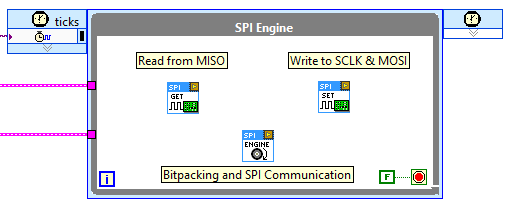 ticks
SPI Engine
Read from MISO
Write to SCLK & MOSI
SPI
GET
SPI
SET
SPI
ENGINE
Bitpacking and SPI Communication
i
F